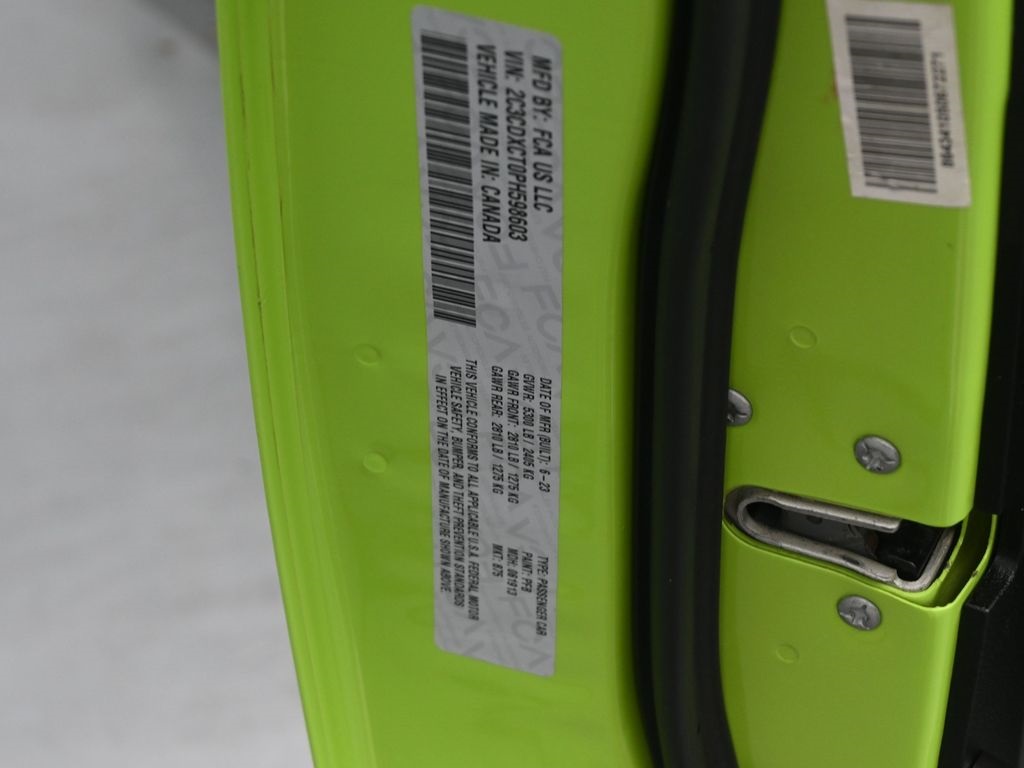 MFD BY: FCA US LLC
VIN: 2C3CDXCT0PH598603
VEHICLE MADE IN: CANADA
DATE OF MFR (BUILT): 6-23
GVWR: 5300 LB / 2405 KG
GAWR FRONT: 2810 LB / 1275 KG
GAWR REAR: 2810 LB / 1275 KG
TYPE: PASSENGER CAR
PAINT: PFB
MDH: 061913
MKT: 875
THIS VEHICLE CONFORMS TO ALL APPLICABLE U.S.A. FEDERAL MOTOR
VEHICLE SAFETY, BUMPER, AND THEFT PREVENTION STANDARDS
IN EFFECT ON THE DATE OF MANUFACTURE SHOWN ABOVE.